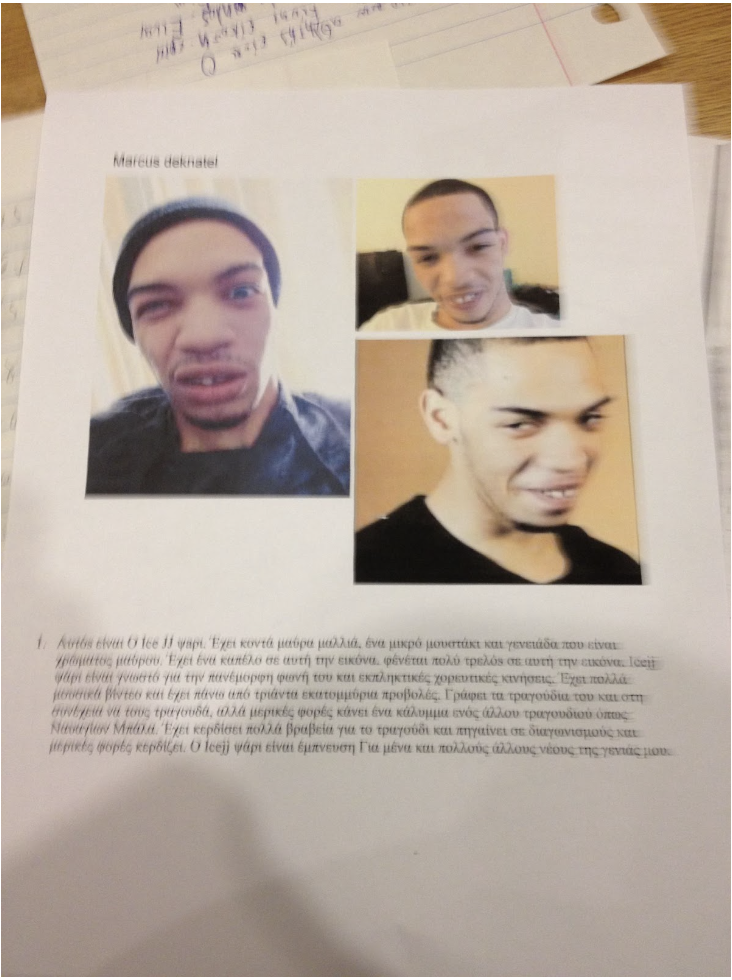 Marcus deknatel
1. Αυτός είναι Ο Ice JJ ψάρι. Έχει κοντά μαύρα μαλλιά, ένα μικρό μουστάκι και γενειάδα που είναι
χρώματος μαύρου. Έχει ένα καπέλο σε αυτή την εικόνα, φένεται πολύ τρελός σε αυτή την εικόνα. Icejj
ψάρι είναι γνωστό για την πανέμορφη φωνή του και εκπληκτικές χορευτικές κινήσεις. Έχει πολλά
μουσικά βίντεο και έχει πάνω από τριάντα εκατομμύρια προβολές. Γράφει τα τραγούδια του και στη
συνέχεια να τους τραγουδά, αλλά μερικές φορές κάνει ένα κάλυμμα ενός άλλου τραγουδιού όπως
Ναυαγίων Μπάλα. Έχει κερδίσει πολλά βραβεία για το τραγούδι και πηγαίνει σε διαγωνισμούς και
μερικές φορές κερδίζει. Ο Icejj ψάρι είναι έμπνευση Για μένα και πολλούς άλλους νέους της γενιάς μου.